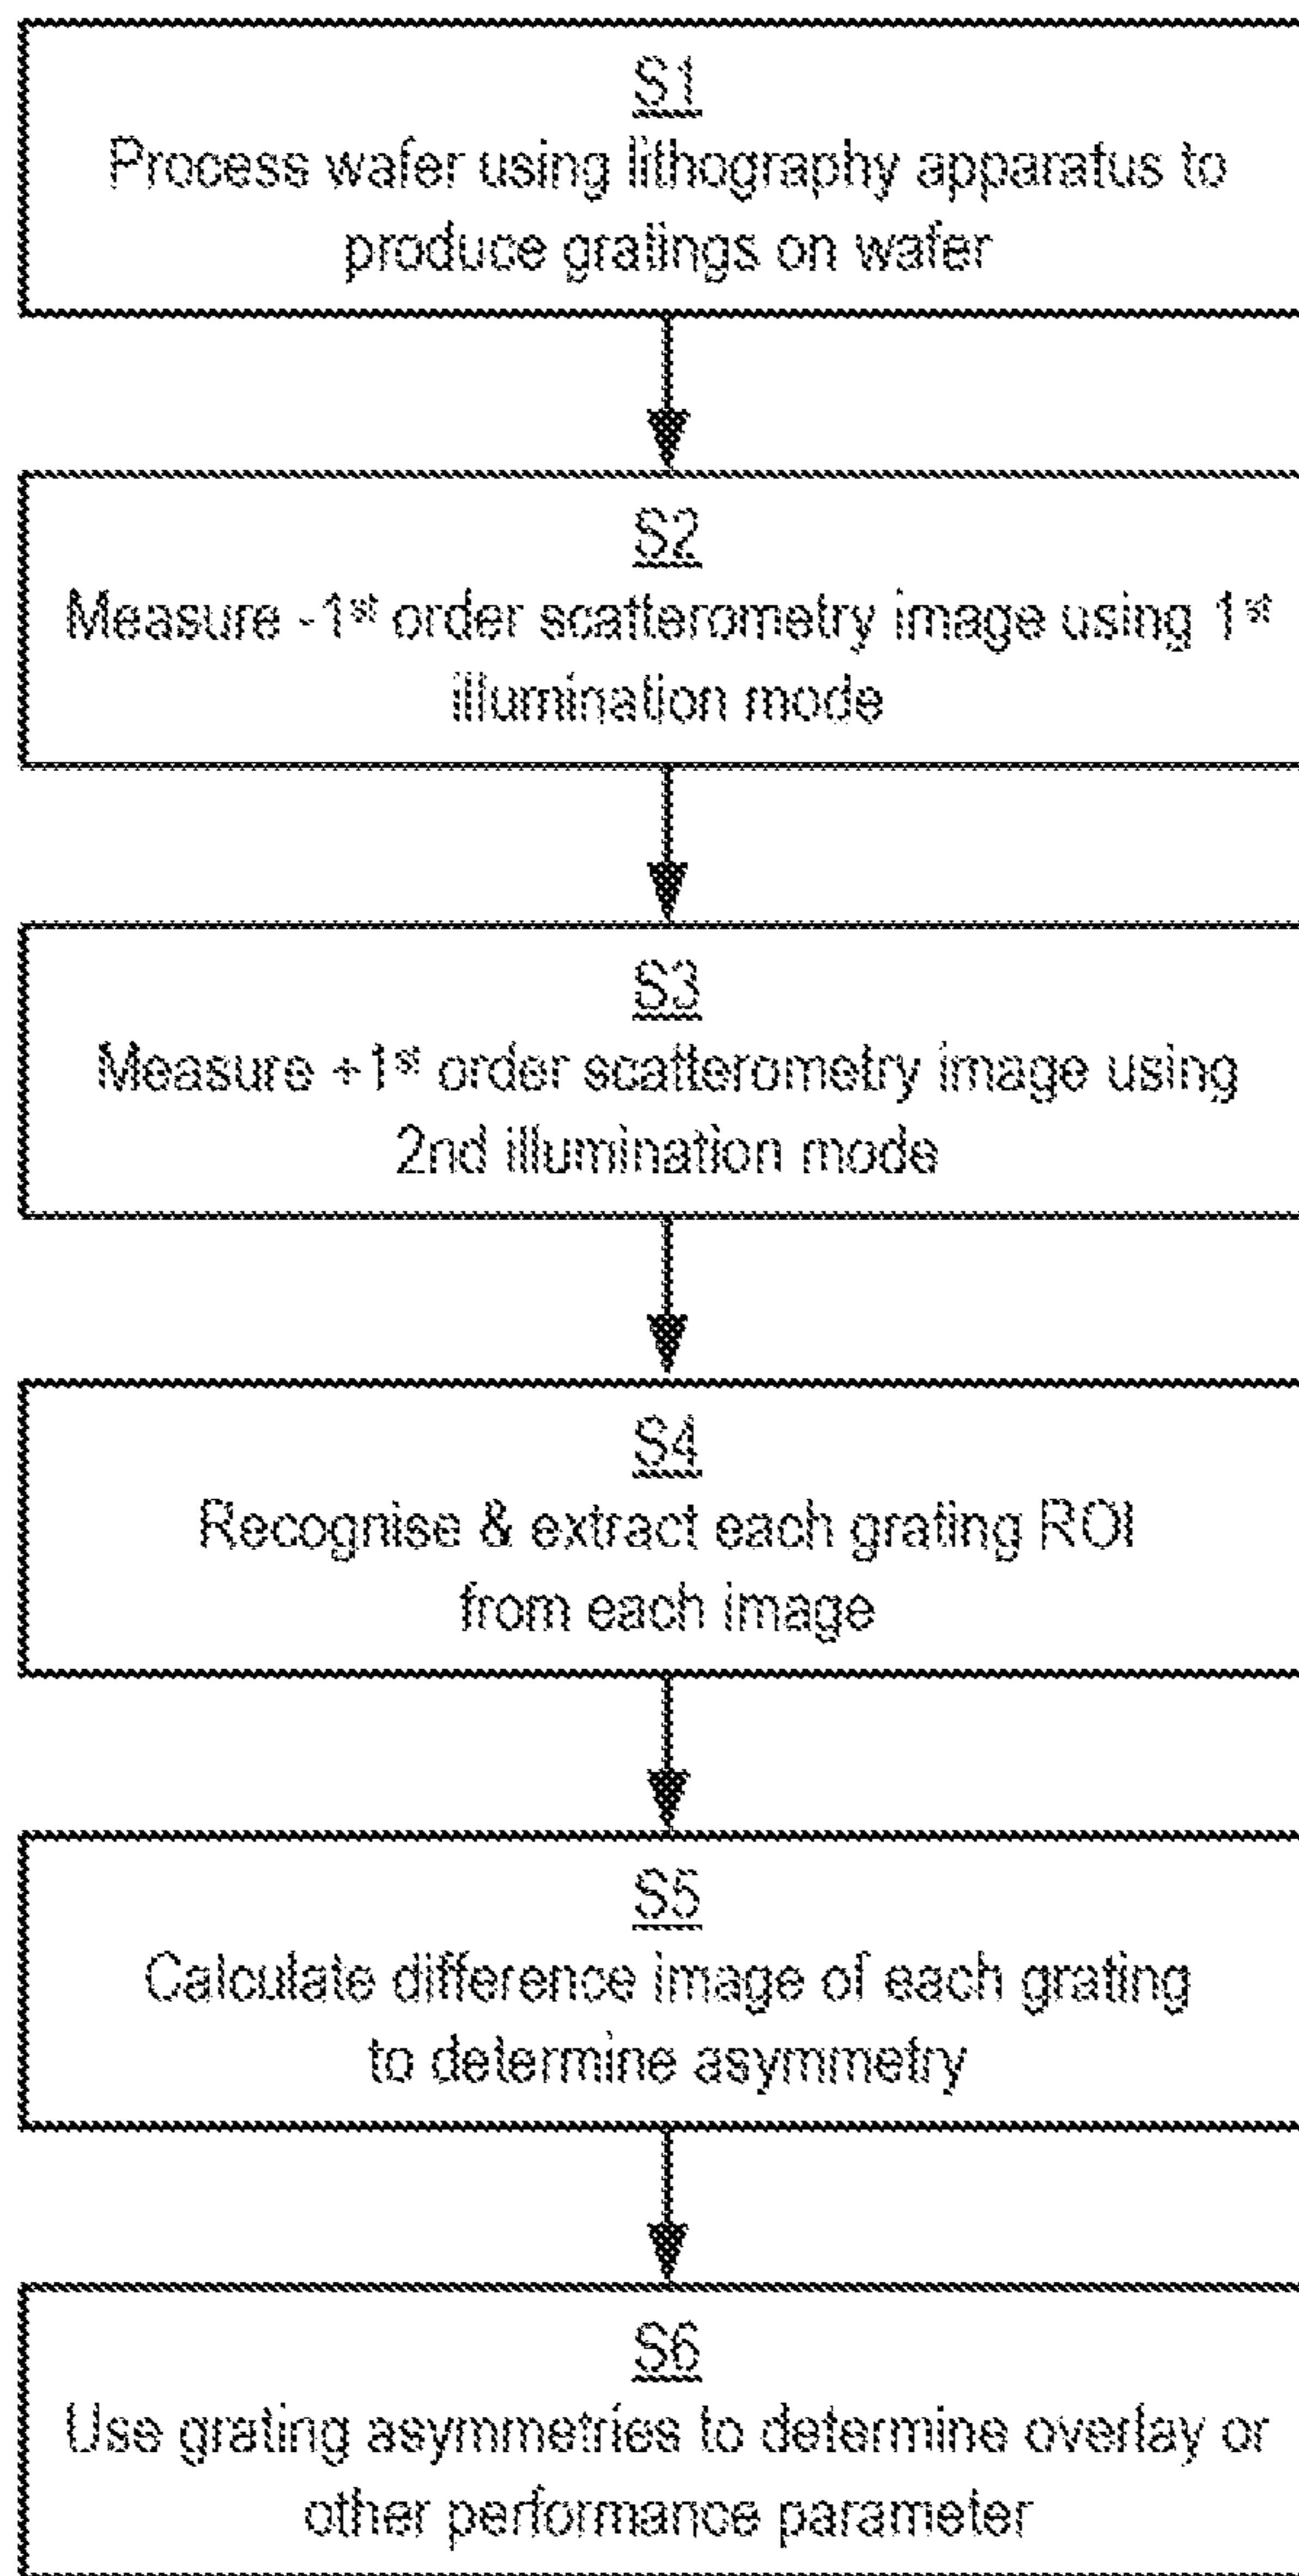 S1
Process wafer using lithography apparatus to
produce gratings on wafer
S2
Measure -1st order scatterometry image using 1st
illumination mode
S3
Measure +1st order scatterometry image using
2nd illumination mode
S4
Recognise & extract each grating ROI
from each image
S5
Calculate difference image of each grating
to determine asymmetry
S6
Use grating asymmetries to determine overlay or
other performance parameter